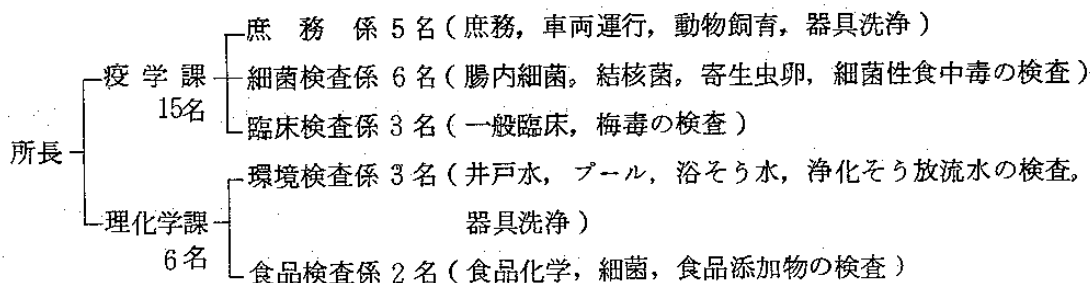 庶務係 5名(庶務，車両運行，動物飼育，器具洗浄)
疫学課 細菌検査係 6名(腸内細菌。結核菌，寄生虫卵，細菌性食中毒の検査)
15名
臨床検査係 3名(一般臨床，梅毒の検査)
所長
環境検査係 3名(井戸水，プール，浴そう水，浄化そう放流水の検査。
理化学課 器具洗浄)
6名
食品検査係 2名(食品化学，細菌，食品添加物の検査)